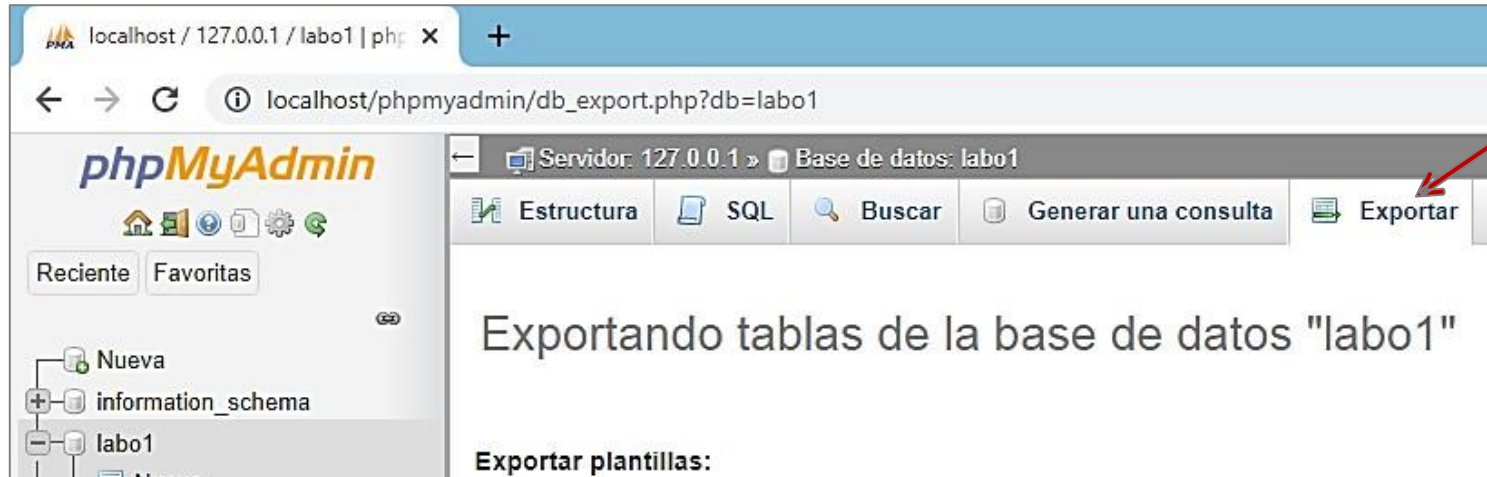 PMA localhost / 127.0.0.1 / labo1 | php
localhost/phpmyadmin/db_export.php?db=labo1
phpMyAdmin
Servidor: 127.0.0.1 » Base de datos: labo1
Estructura SQL Buscar Generar una consulta Exportar
Reciente Favoritas
Exportando tablas de la base de datos "labo1"
Nueva
information_schema
labo1
Exportar plantillas: